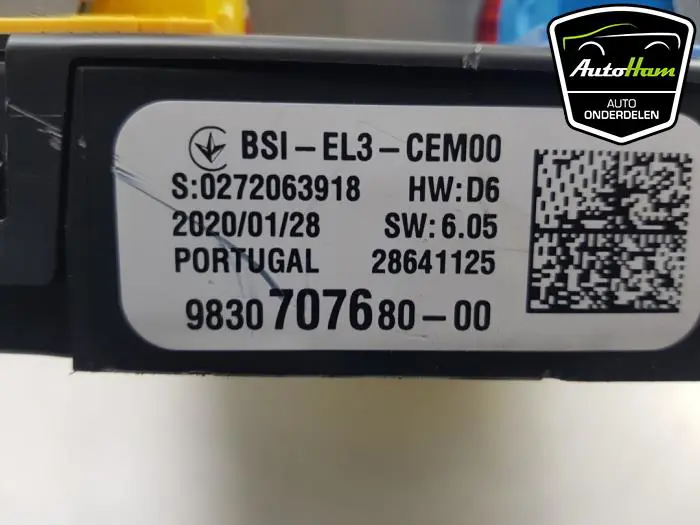 AutoHam
AUTO
ONDERDELEN
BSI-EL3-CEM00
S:0272063918 HW:D6
2020/01/28 SW:6.05
PORTUGAL 28641125
9830707680-00